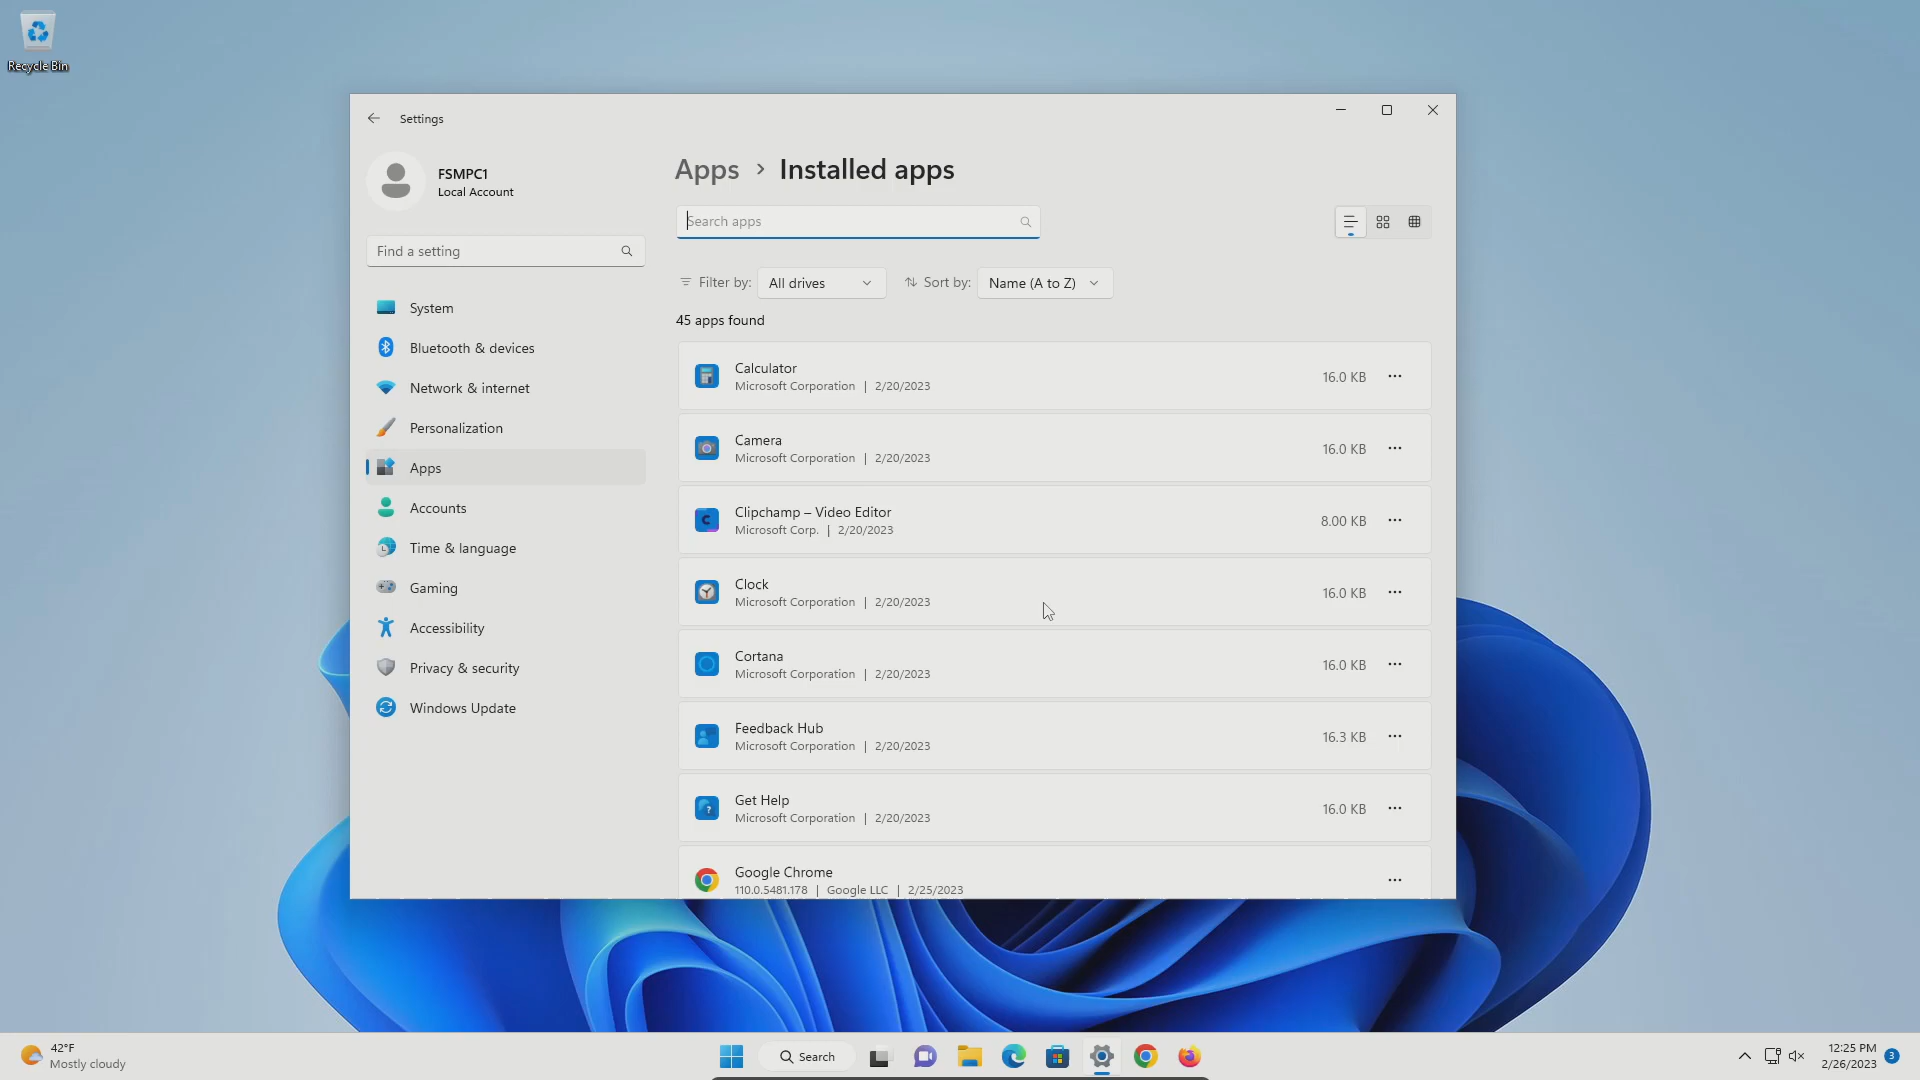 Recycle Bin
Settings
FSMPC1
Local Account
Find a setting
System
Bluetooth & devices
Network & internet
Personalization
Apps
Accounts
Time & language
Gaming
Accessibility
Privacy & security
Windows Update
Apps > Installed apps
Search apps
Filter by: All drives Sort by: Name (A to Z)
45 apps found
Calculator
Microsoft Corporation | 2/20/2023 16.0 KB
Camera
Microsoft Corporation | 2/20/2023 16.0 KB
Clipchamp – Video Editor
Microsoft Corp. | 2/20/2023 8.00 KB
Clock
Microsoft Corporation | 2/20/2023 16.0 KB
Cortana
Microsoft Corporation | 2/20/2023 16.0 KB
Feedback Hub
Microsoft Corporation | 2/20/2023 16.3 KB
Get Help
Microsoft Corporation | 2/20/2023 16.0 KB
Google Chrome
110.0.5481.178 | Google LLC | 2/25/2023
42°F
Mostly cloudy
Search
12:25 PM
2/26/2023
3